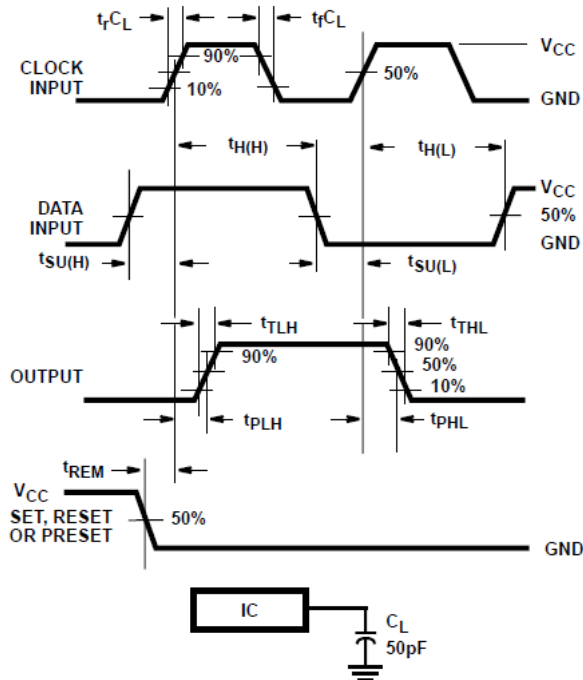 trCL tfCL
CLOCK
INPUT
90%
10%
50%
VCC
GND
tH(H) tH(L)
DATA
INPUT
VCC
50%
GND
tSU(H) tSU(L)
tTLH tTHL
OUTPUT
90%
90%
50%
10%
tPLH tPHL
tREM
VCC
SET, RESET
OR PRESET
50%
GND
IC
CL
50pF